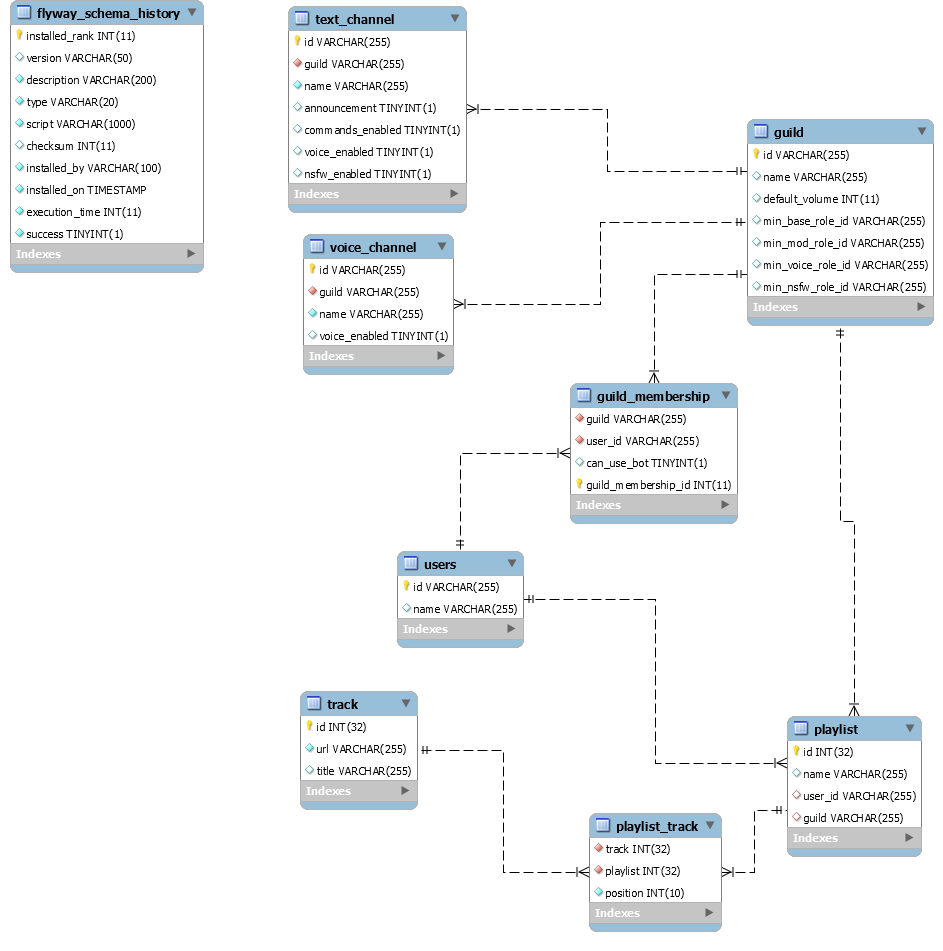 flyway_schema_history
installed_rank INT(11)
version VARCHAR(50)
description VARCHAR(200)
type VARCHAR(20)
script VARCHAR(1000)
checksum INT(11)
installed_by VARCHAR(100)
installed_on TIMESTAMP
execution_time INT(11)
success TINYINT(1)
Indexes
text_channel
id VARCHAR(255)
guild VARCHAR(255)
name VARCHAR(255)
announcement TINYINT(1)
commands_enabled TINYINT(1)
voice_enabled TINYINT(1)
nsfw_enabled TINYINT(1)
Indexes
guild
id VARCHAR(255)
name VARCHAR(255)
default_volume INT(11)
min_base_role_id VARCHAR(255)
min_mod_role_id VARCHAR(255)
min_voice_role_id VARCHAR(255)
min_nsfw_role_id VARCHAR(255)
Indexes
voice_channel
id VARCHAR(255)
guild VARCHAR(255)
name VARCHAR(255)
voice_enabled TINYINT(1)
Indexes
guild_membership
guild VARCHAR(255)
user_id VARCHAR(255)
can_use_bot TINYINT(1)
guild_membership_id INT(11)
Indexes
users
id VARCHAR(255)
name VARCHAR(255)
Indexes
track
id INT(32)
url VARCHAR(255)
title VARCHAR(255)
Indexes
playlist
id INT(32)
name VARCHAR(255)
user_id VARCHAR(255)
guild VARCHAR(255)
Indexes
playlist_track
track INT(32)
playlist INT(32)
position INT(10)
Indexes